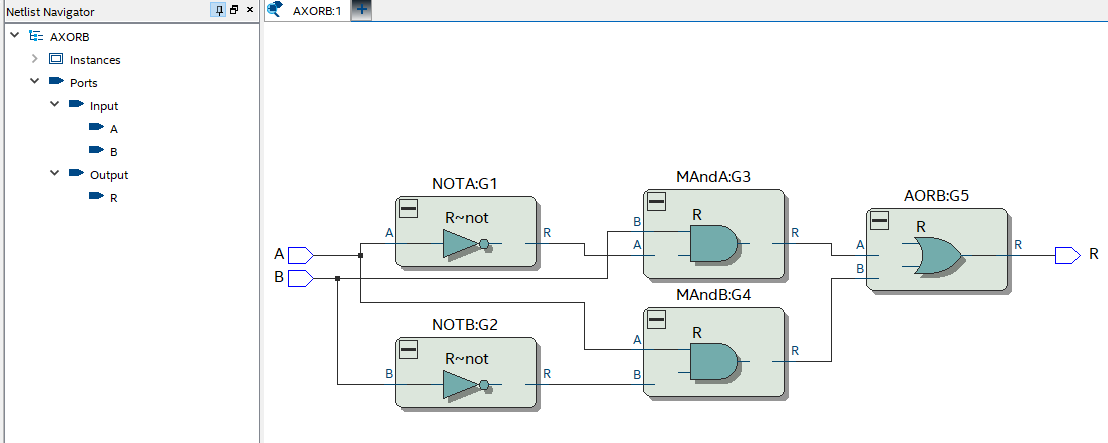 Netlist Navigator
AXORB
Instances
Ports
Input
A
B
Output
R
AXORB:1
NOTA:G1
R~not
A
R
NOTB:G2
R~not
B
R
MAndA:G3
R
B
A
R
MAndB:G4
R
A
B
R
AORB:G5
R
A
B
R
A
B
R